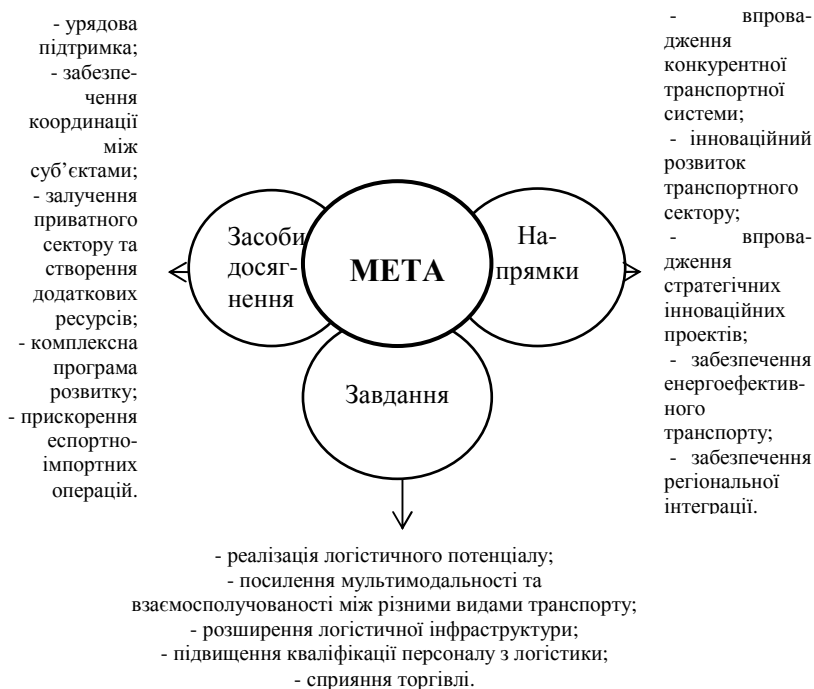 - урядова
підтримка;
- забезпе-
чення
координації
між
суб’єктами;
- залучення
приватного
сектору та
створення
додаткових
ресурсів;
- комплексна
програма
розвитку;
- прискорення
еспортно-
імпортних
операцій.
Засоби
досяг-
нення
МЕТА
На-
прямки
Завдання
- впрова-
дження
конкурентної
транспортної
системи;
- інноваційний
розвиток
транспортного
сектору;
- впрова-
дження
стратегічних
інноваційних
проектів;
- забезпечення
енергоефектив-
ного
транспорту;
- забезпечення
регіональної
інтеграції.
- реалізація логістичного потенціалу;
- посилення мультимодальності та
взаємосполучованості між різними видами транспорту;
- розширення логістичної інфраструктури;
- підвищення кваліфікації персоналу з логістики;
- сприяння торгівлі.